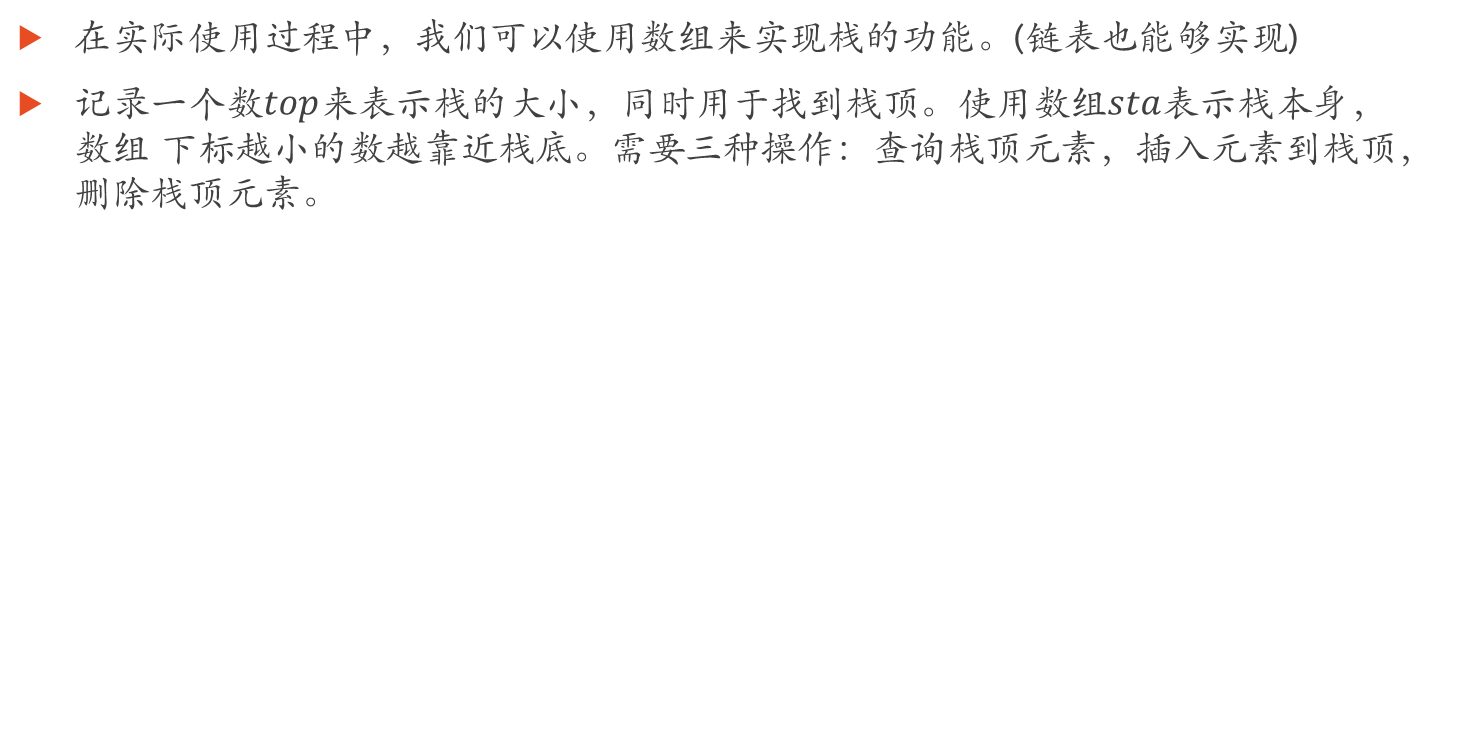 在实际使用过程中，我们可以使用数组来实现栈的功能。(链表也能够实现)
记录一个数top来表示栈的大小，同时用于找到栈顶。使用数组sta表示栈本身，
数组 下标越小的数越靠近栈底。需要三种操作：查询栈顶元素，插入元素到栈顶，
删除栈顶元素。